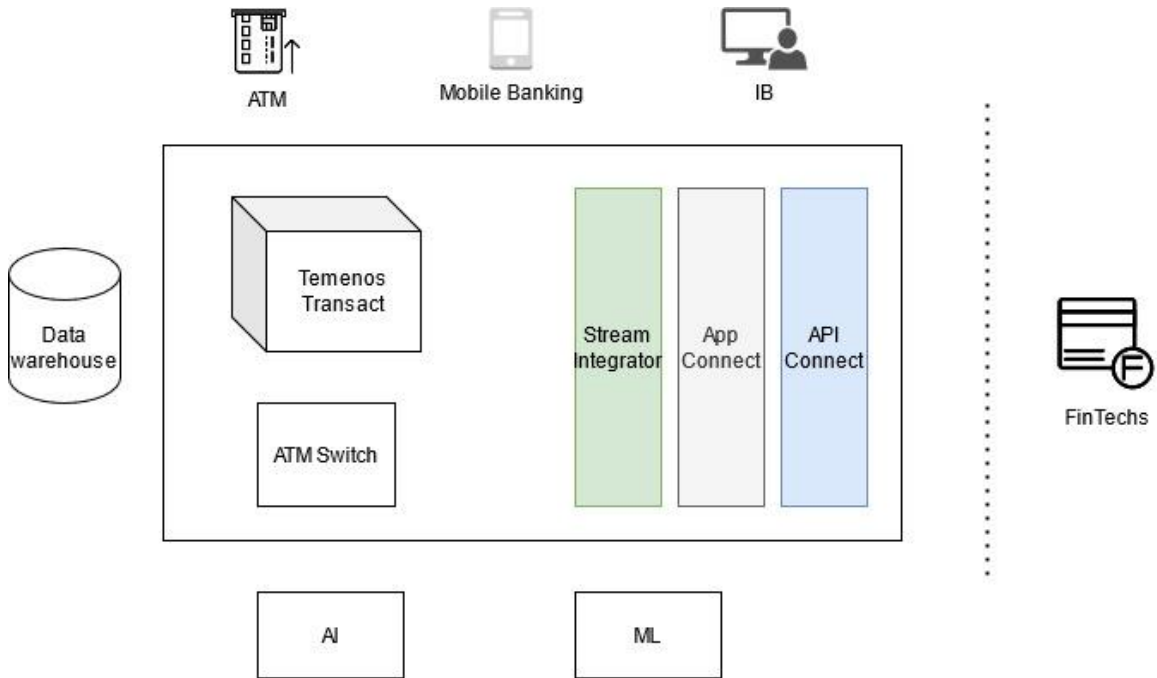 ATM
Mobile Banking
IB
Temenos
Transact
Data
warehouse
Stream
Integrator
App
Connect
API
Connect
F
FinTechs
ATM Switch
AI
ML